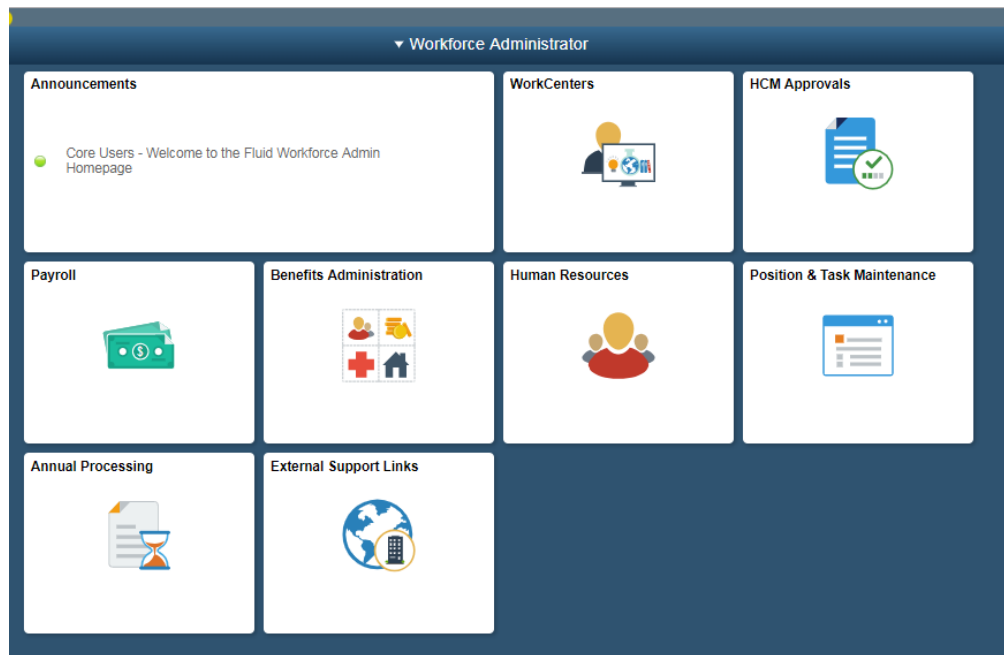 Workforce Administrator
Announcements
WorkCenters
HCM Approvals
Core Users - Welcome to the Fluid Workforce Admin
Homepage
Payroll
Benefits Administration
Human Resources
Position & Task Maintenance
$
Annual Processing
External Support Links